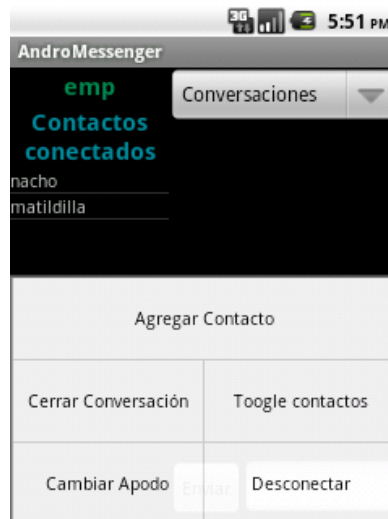 3G 5:51 PM
AndroMessenger
emp
Conversaciones
Contactos
conectados
nacho
matildilla
Agregar Contacto
Cerrar Conversación
Toogle contactos
Cambiar Apodo
Enviar
Desconectar